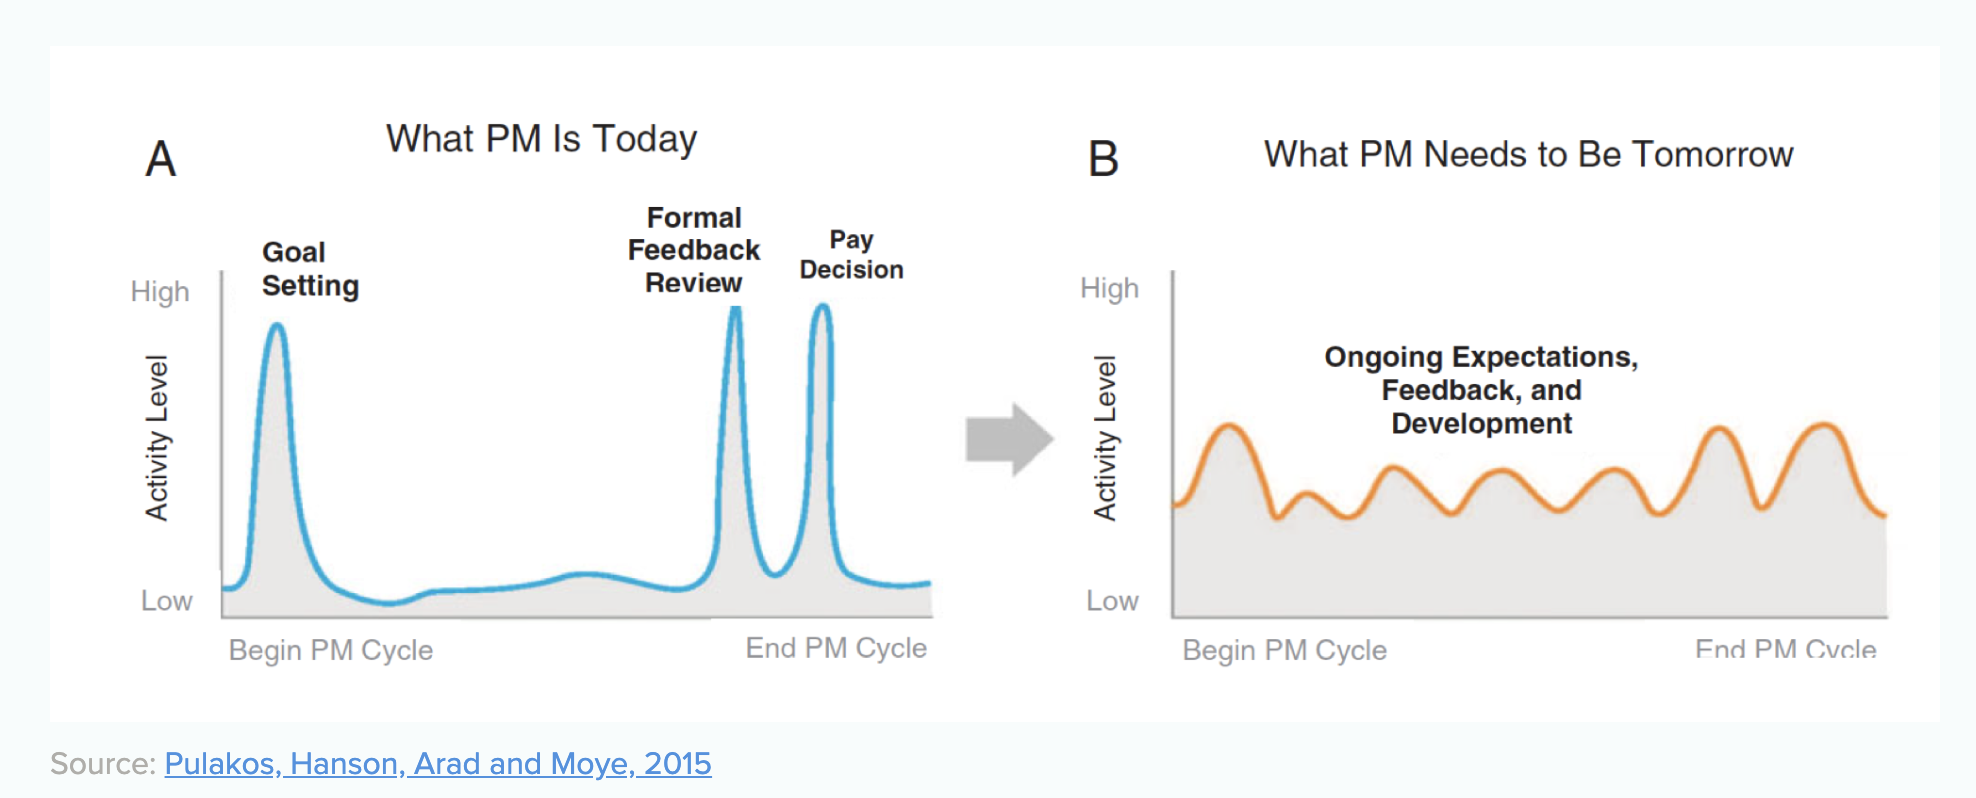 A
What PM Is Today
Goal
Setting
Formal
Feedback
Review
Pay
Decision
High
Activity Level
Low
Begin PM Cycle
End PM Cycle
B
What PM Needs to Be Tomorrow
High
Ongoing Expectations,
Feedback, and
Development
Activity Level
Low
Begin PM Cycle
End PM Cycle
Source: Pulakos, Hanson, Arad and Moye, 2015